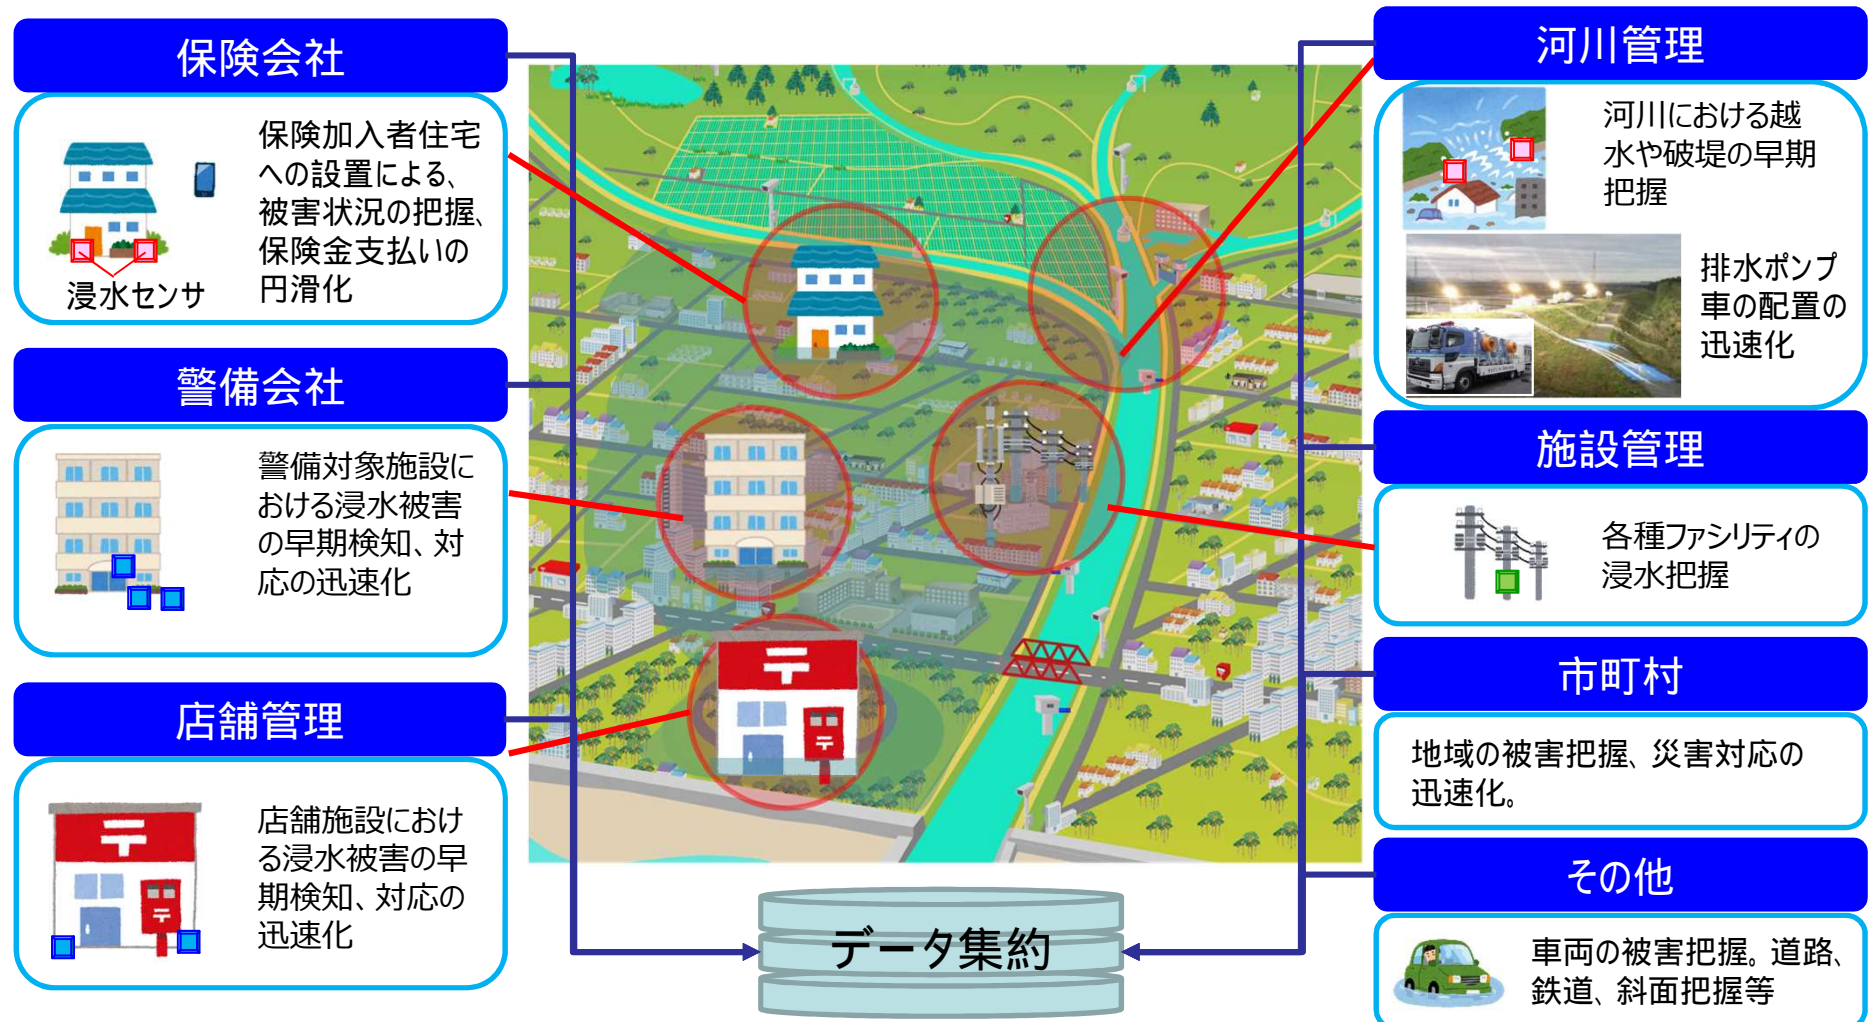 保険会社
保険加入者住宅
への設置による、
被害状況の把握、
保険金支払いの
円滑化
浸水センサ
警備会社
警備対象施設に
おける浸水被害
の早期検知、対
応の迅速化
店舗管理
店舗施設におけ
る浸水被害の早
期検知、対応の
迅速化
データ集約
河川管理
河川における越
水や破堤の早期
把握
排水ポンプ
車の配置の
迅速化
施設管理
各種ファシリティの
浸水把握
市町村
地域の被害把握、災害対応の
迅速化。
その他
車両の被害把握。道路、
鉄道、斜面把握等